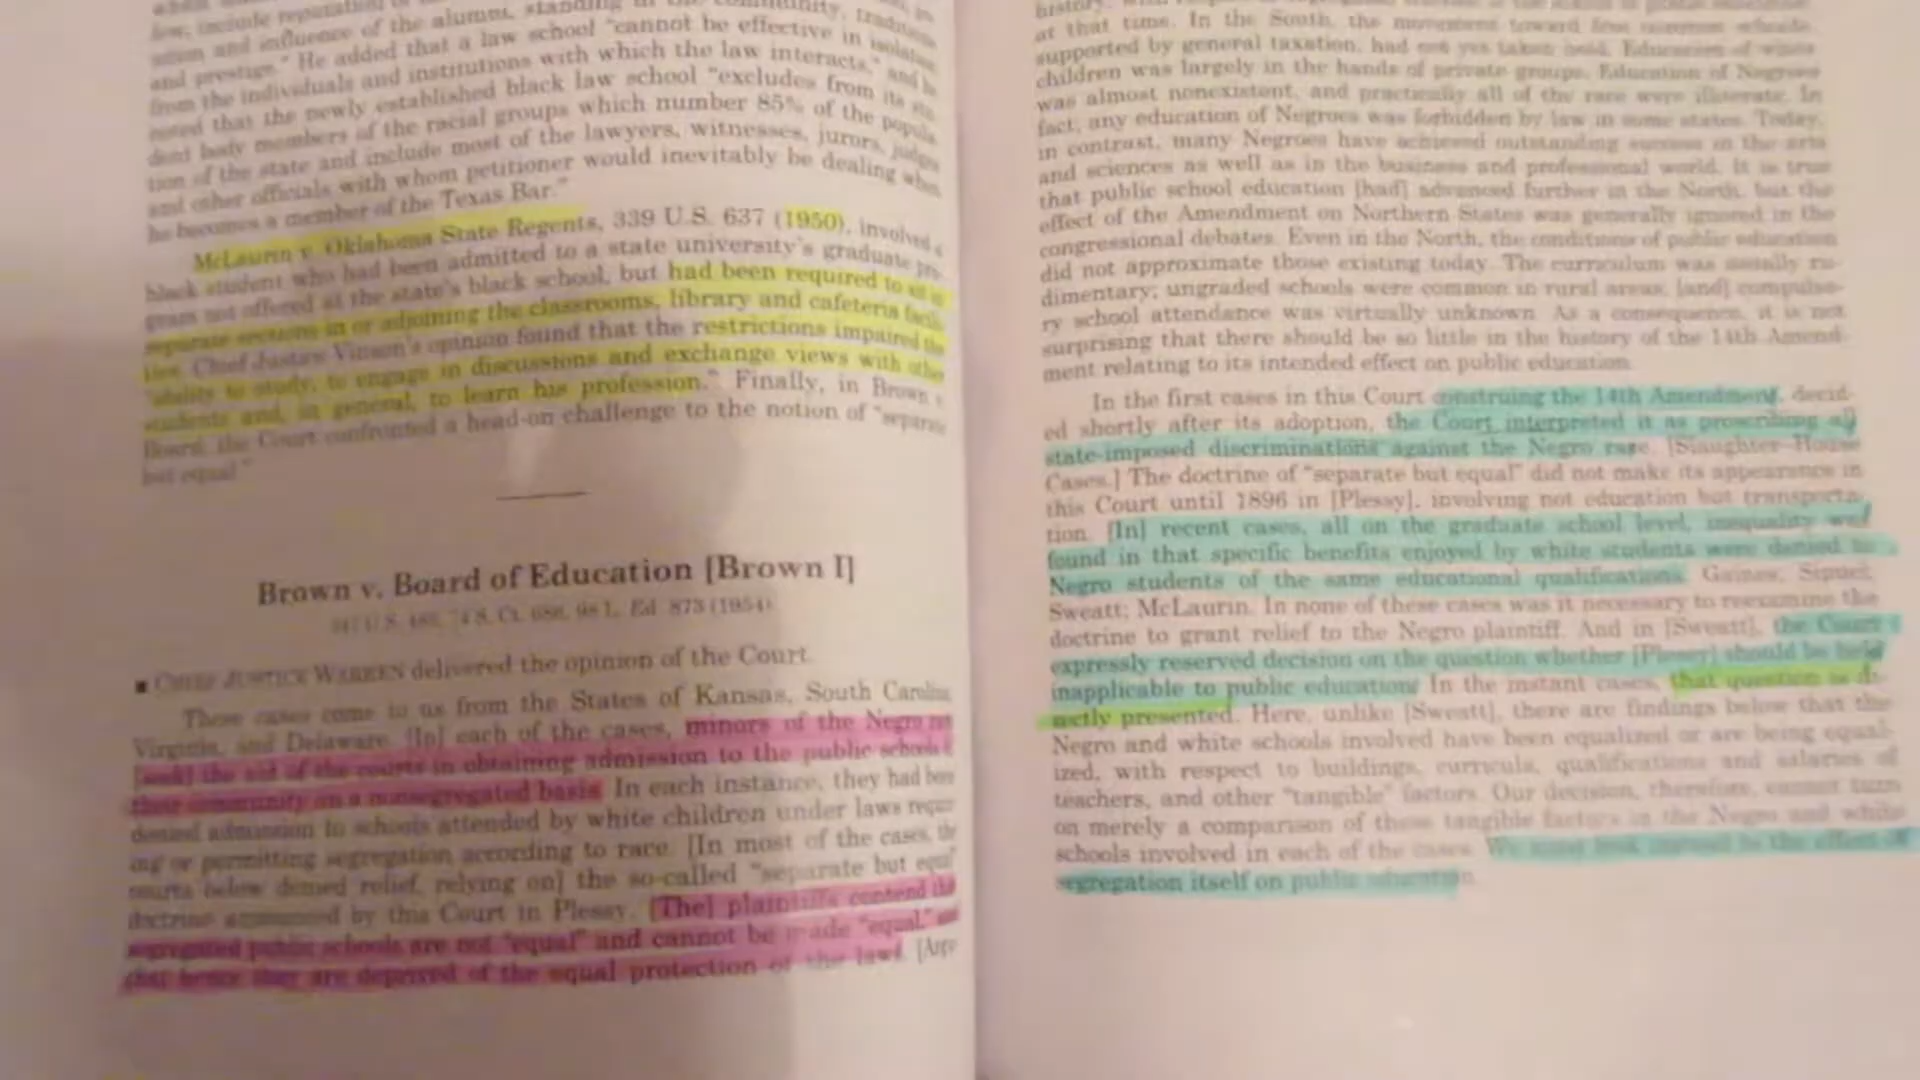 and influence of the alumni, standing in the community, traditions
and prestige." He added that a law school "cannot be effective in isolation
from the individuals and institutions with which the law interacts," and he
noted that the newly established black law school "excludes from its stu-
dent body members of the racial groups which number 85% of the popula-
tion of the state and include most of the lawyers, witnesses, jurors, judges
and other officials with whom petitioner would inevitably be dealing when
he becomes a member of the Texas Bar."
McLaurin v. Oklahoma State Regents, 339 U.S. 637 (1950), involved a
black student who had been admitted to a state university's graduate pro-
gram not offered at the state's black school, but had been required to sit in
separate sections in or adjoining the classrooms, library and cafeteria facili-
ties. Chief Justice Vinson's opinion found that the restrictions impaired the
"ability to study, to engage in discussions and exchange views with other
students and, in general, to learn his profession." Finally, in Brown v.
Board, the Court confronted a head-on challenge to the notion of "separate
but equal."
Brown v. Board of Education [Brown I]
347 U.S. 483, 74 S. Ct. 686, 98 L. Ed. 873 (1954)
■ CHIEF JUSTICE WARREN delivered the opinion of the Court.
These cases come to us from the States of Kansas, South Carolina,
Virginia, and Delaware. [In] each of the cases, minors of the Negro race
[seek] the aid of the courts in obtaining admission to the public schools of
their community on a nonsegregated basis. In each instance, they had been
denied admission to schools attended by white children under laws requir-
ing or permitting segregation according to race. [In most of the cases, the
courts below denied relief, relying on] the so-called "separate but equal"
doctrine announced by this Court in Plessy. [The] plaintiffs contend that
segregated public schools are not "equal" and cannot be made "equal," and
that hence they are deprived of the equal protection of the laws. [Argu
at that time. In the South, the movement toward free common schools,
supported by general taxation, had not yet taken hold. Education of white
children was largely in the hands of private groups. Education of Negroes
was almost nonexistent, and practically all of the race were illiterate. In
fact, any education of Negroes was forbidden by law in some states. Today,
in contrast, many Negroes have achieved outstanding success in the arts
and sciences as well as in the business and professional world. It is true
that public school education [had] advanced further in the North, but the
effect of the Amendment on Northern States was generally ignored in the
congressional debates. Even in the North, the conditions of public education
did not approximate those existing today. The curriculum was usually ru-
dimentary; ungraded schools were common in rural areas; [and] compulso-
ry school attendance was virtually unknown. As a consequence, it is not
surprising that there should be so little in the history of the 14th Amend-
ment relating to its intended effect on public education.
In the first cases in this Court construing the 14th Amendment, decid-
ed shortly after its adoption, the Court interpreted it as proscribing all
state-imposed discriminations against the Negro race. [Slaughter-House
Cases.] The doctrine of "separate but equal" did not make its appearance in
this Court until 1896 in [Plessy], involving not education but transporta-
tion. [In] recent cases, all on the graduate school level, inequality was
found in that specific benefits enjoyed by white students were denied to
Negro students of the same educational qualifications. Gaines; Sipuel;
Sweatt; McLaurin. In none of these cases was it necessary to reexamine the
doctrine to grant relief to the Negro plaintiff. And in [Sweatt], the Court
expressly reserved decision on the question whether [Plessy] should be held
inapplicable to public education. In the instant cases, that question is di-
rectly presented. Here, unlike [Sweatt], there are findings below that the
Negro and white schools involved have been equalized or are being equal-
ized, with respect to buildings, curricula, qualifications and salaries of
teachers, and other "tangible" factors. Our decision, therefore, cannot turn
on merely a comparison of these tangible factors in the Negro and white
schools involved in each of the cases. We must look instead to the effect of
segregation itself on public education.